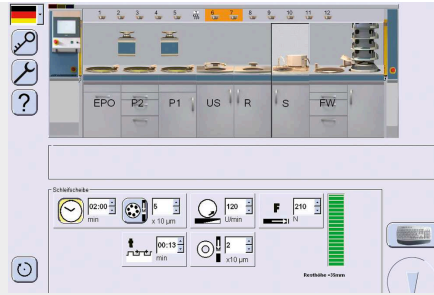 1 2 3 4 5 6 7 8 9 10 11 12
EPO P2 P1 US R S FW
Schleifscheibe
02:00 5 120 F 210
min x 10 µm U/min N
00:13 2
min x10 µm
Resthöhe ~35mm